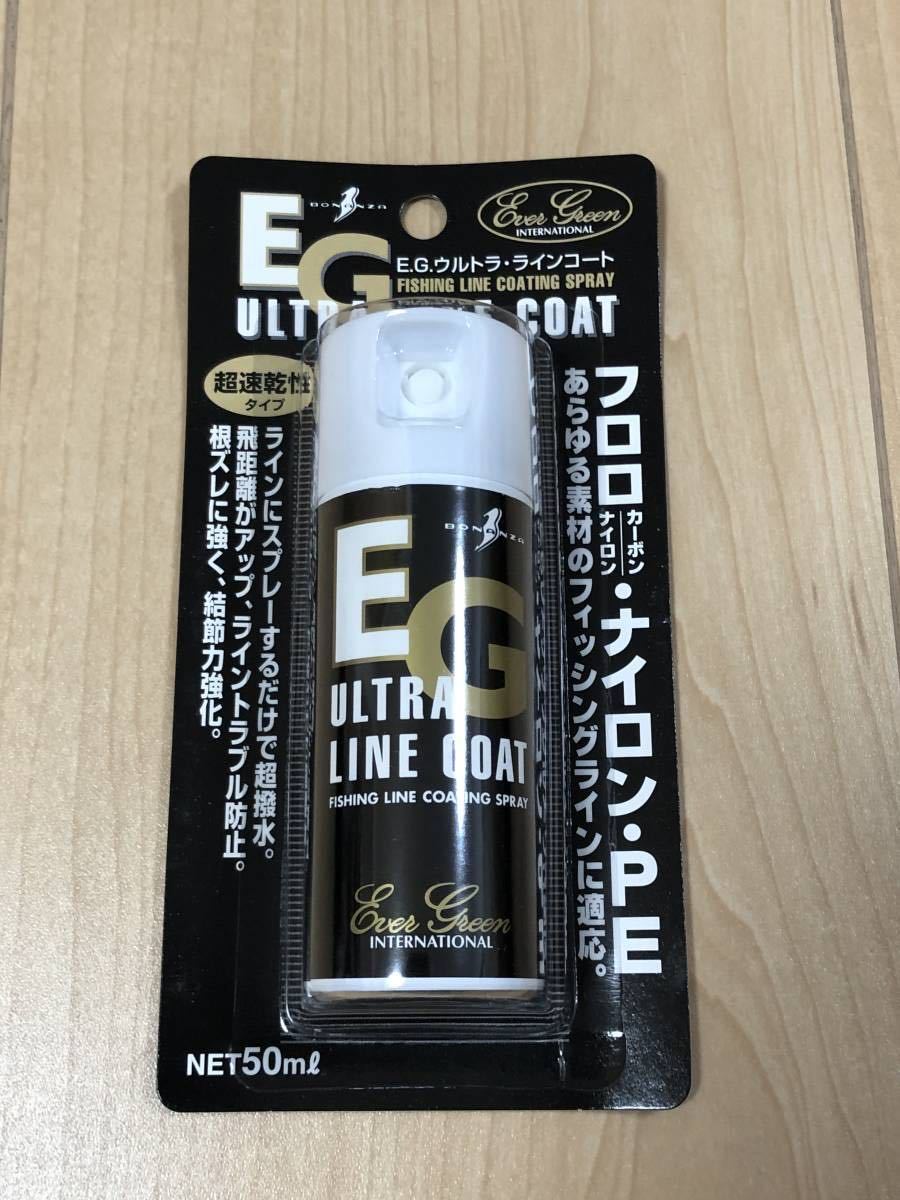 BONANZA
EG
Ever Green
INTERNATIONAL
E.G.ウルトラ・ラインコート
FISHING LINE COATING SPRAY
ULTRA LINE COAT
超速乾性
タイプ
フロロカーボン/ナイロン・ナイロン・PE
あらゆる素材のフィッシングラインに適応。
ラインにスプレーするだけで超撥水。
飛距離がアップ、ライントラブル防止。
根ズレに強く、結節力強化。
BONANZA
EG
ULTRA
LINE COAT
FISHING LINE COATING SPRAY
Ever Green
INTERNATIONAL
NET50ml